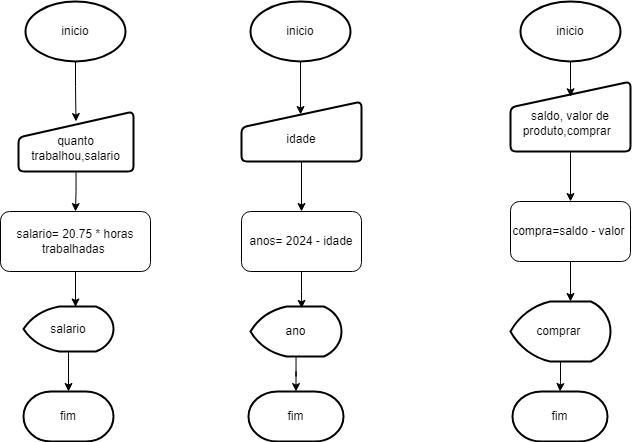 inicio
quanto
trabalhou,salario
salario= 20.75 * horas
trabalhadas
salario
fim
inicio
idade
anos= 2024 - idade
ano
fim
inicio
saldo, valor de
produto,comprar
compra=saldo - valor
comprar
fim